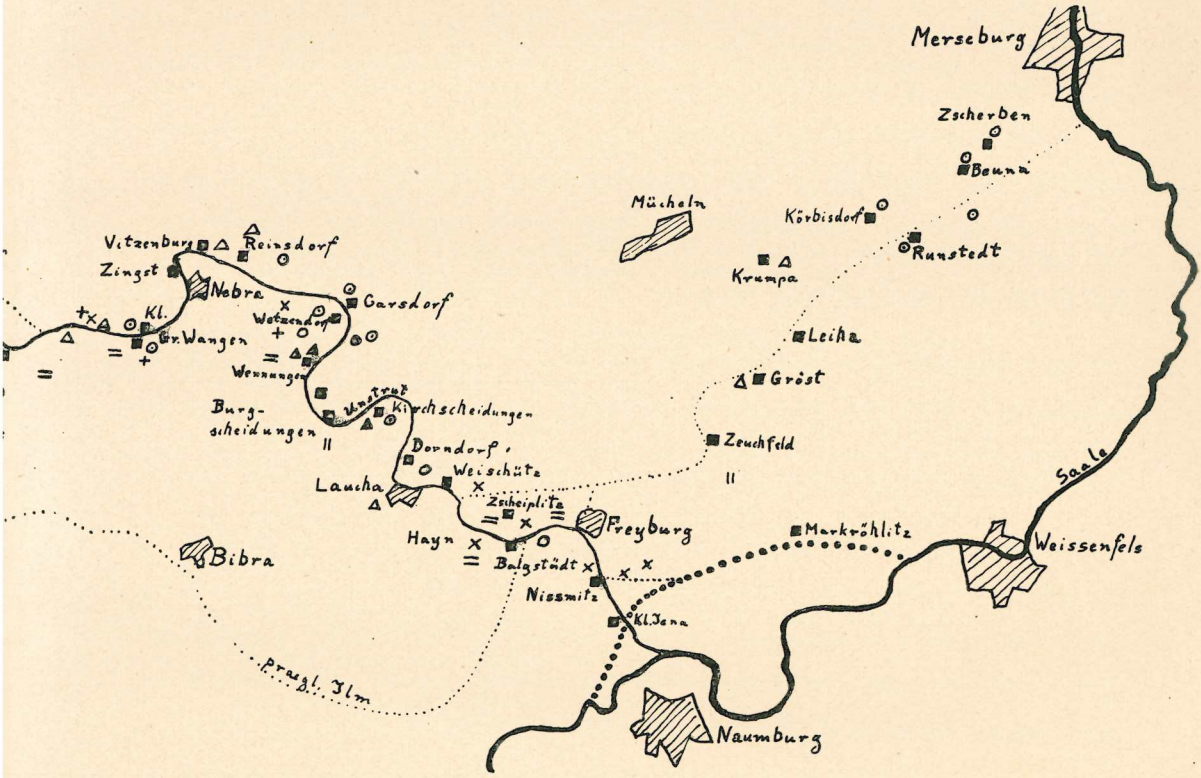 Merseburg
Zscherben
Beuna
Mücheln
Körbisdorf
Runstedt
Krumpa
Vitzenburg
Reinsdorf
Zingst
Nebra
Carsdorf
Wetzendorf
Kl.
Gr. Wangen
Wennungen
Leiha
Gröst
Unstrut
Burg-
scheidungen
Kirchscheidungen
Zeuchfeld
Dorndorf
Weischütz
Saale
Laucha
Zscheiplitz
Freyburg
Hayn
Markröhlitz
Weissenfels
Bibra
Balgstädt
Nissmitz
Kl. Jena
praegl. Ilm
Naumburg